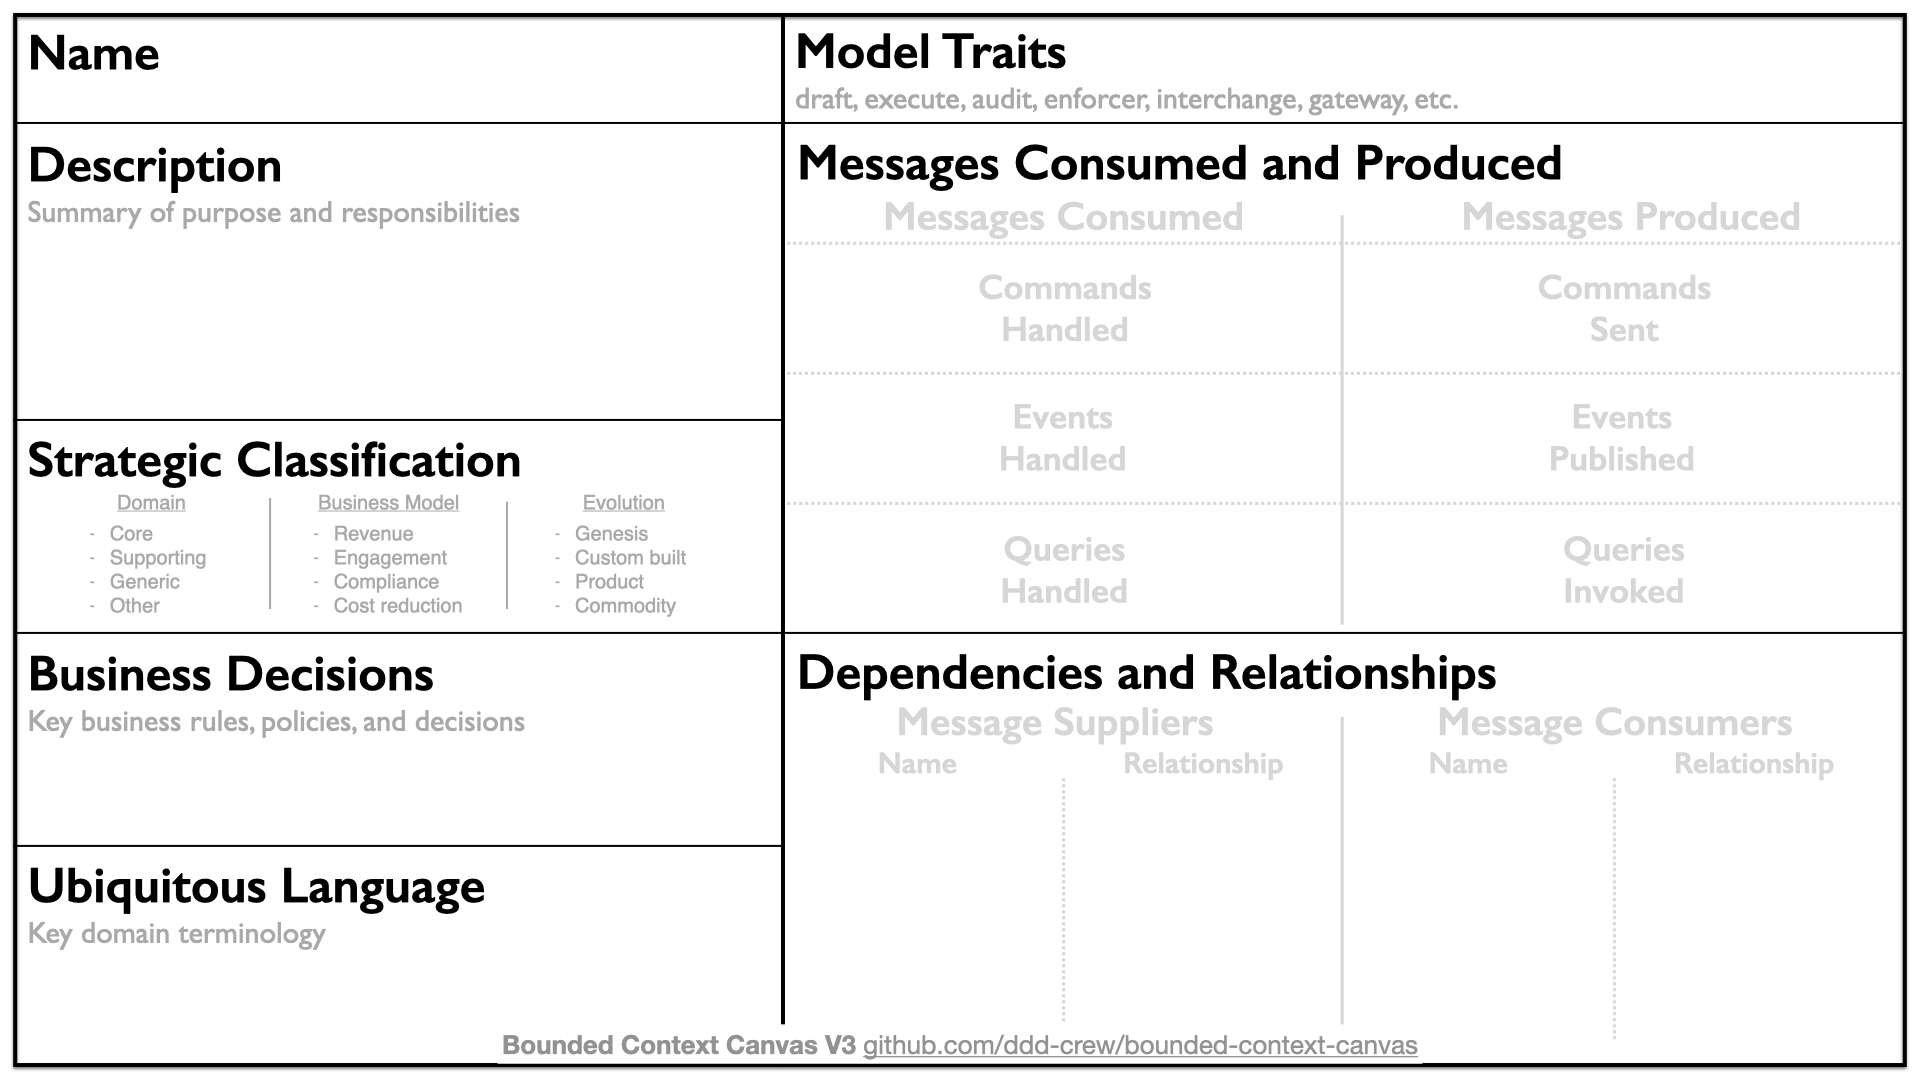 Name
Description
Summary of purpose and responsibilities
Strategic Classification
Domain
- Core
- Supporting
- Generic
- Other
Business Model
- Revenue
- Engagement
- Compliance
- Cost reduction
Evolution
- Genesis
- Custom built
- Product
- Commodity
Business Decisions
Key business rules, policies, and decisions
Ubiquitous Language
Key domain terminology
Model Traits
draft, execute, audit, enforcer, interchange, gateway, etc.
Messages Consumed and Produced
Messages Consumed
Commands
Handled
Events
Handled
Queries
Handled
Messages Produced
Commands
Sent
Events
Published
Queries
Invoked
Dependencies and Relationships
Message Suppliers
Name Relationship
Message Consumers
Name Relationship
Bounded Context Canvas V3 github.com/ddd-crew/bounded-context-canvas